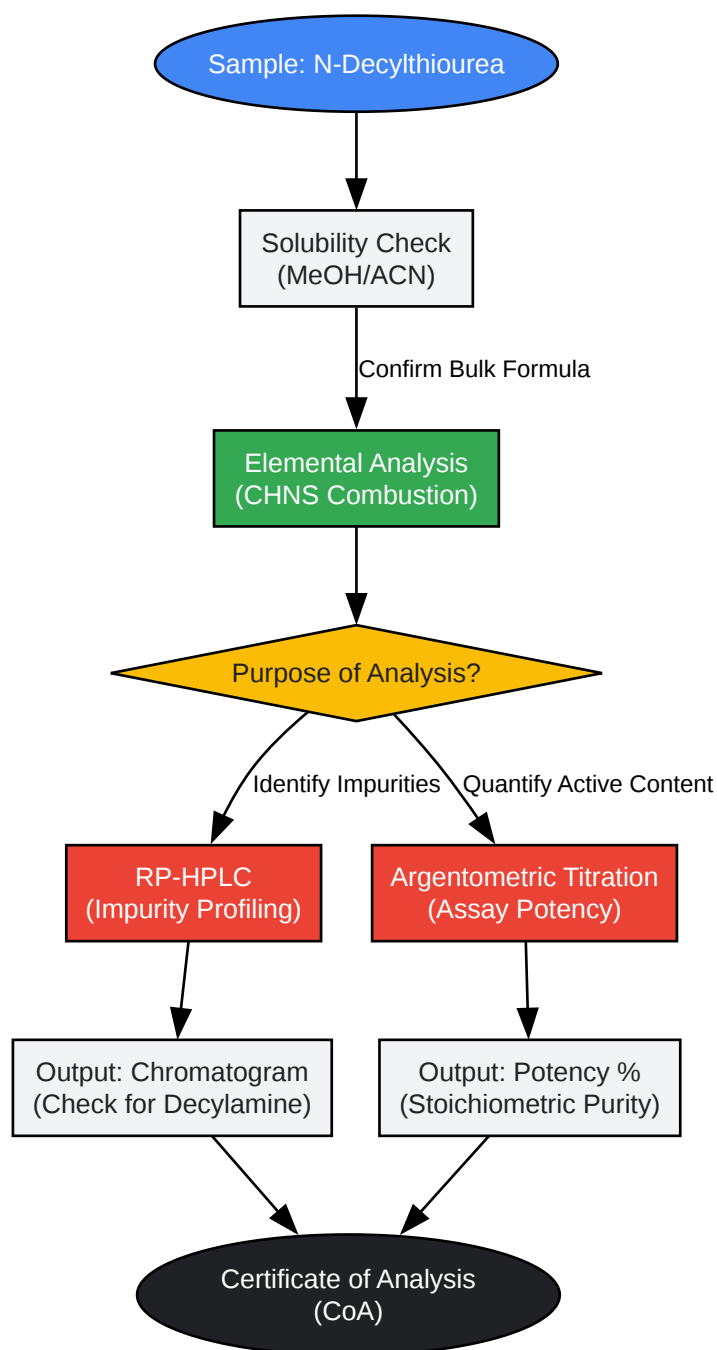 Sample: N-Decylthiourea
Solubility Check
(MeOH/ACN)
Confirm Bulk Formula
Elemental Analysis
(CHNS Combustion)
Purpose of Analysis?
Identify Impurities
Quantify Active Content
RP-HPLC
(Impurity Profiling)
Argentometric Titration
(Assay Potency)
Output: Chromatogram
(Check for Decylamine)
Output: Potency %
(Stoichiometric Purity)
Certificate of Analysis
(CoA)